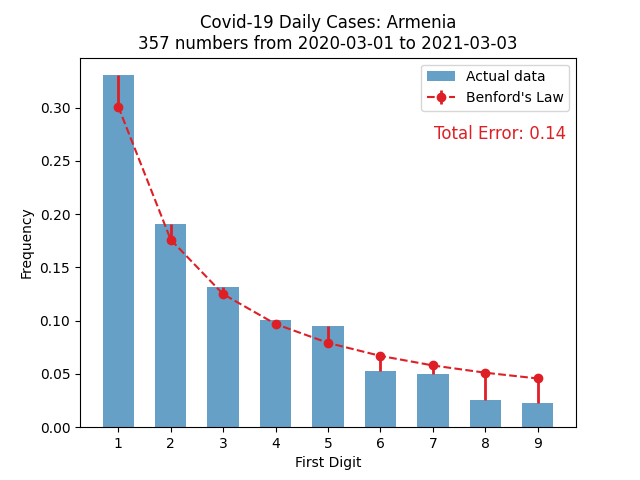 Covid-19 Daily Cases: Armenia
357 numbers from 2020-03-01 to 2021-03-03
Actual data
Benford's Law
Total Error: 0.14
Frequency
0.30
0.25
0.20
0.15
0.10
0.05
0.00
1 2 3 4 5 6 7 8 9
First Digit